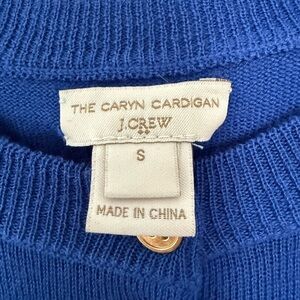 THE CARYN CARDIGAN
J.CREW
S
MADE IN CHINA